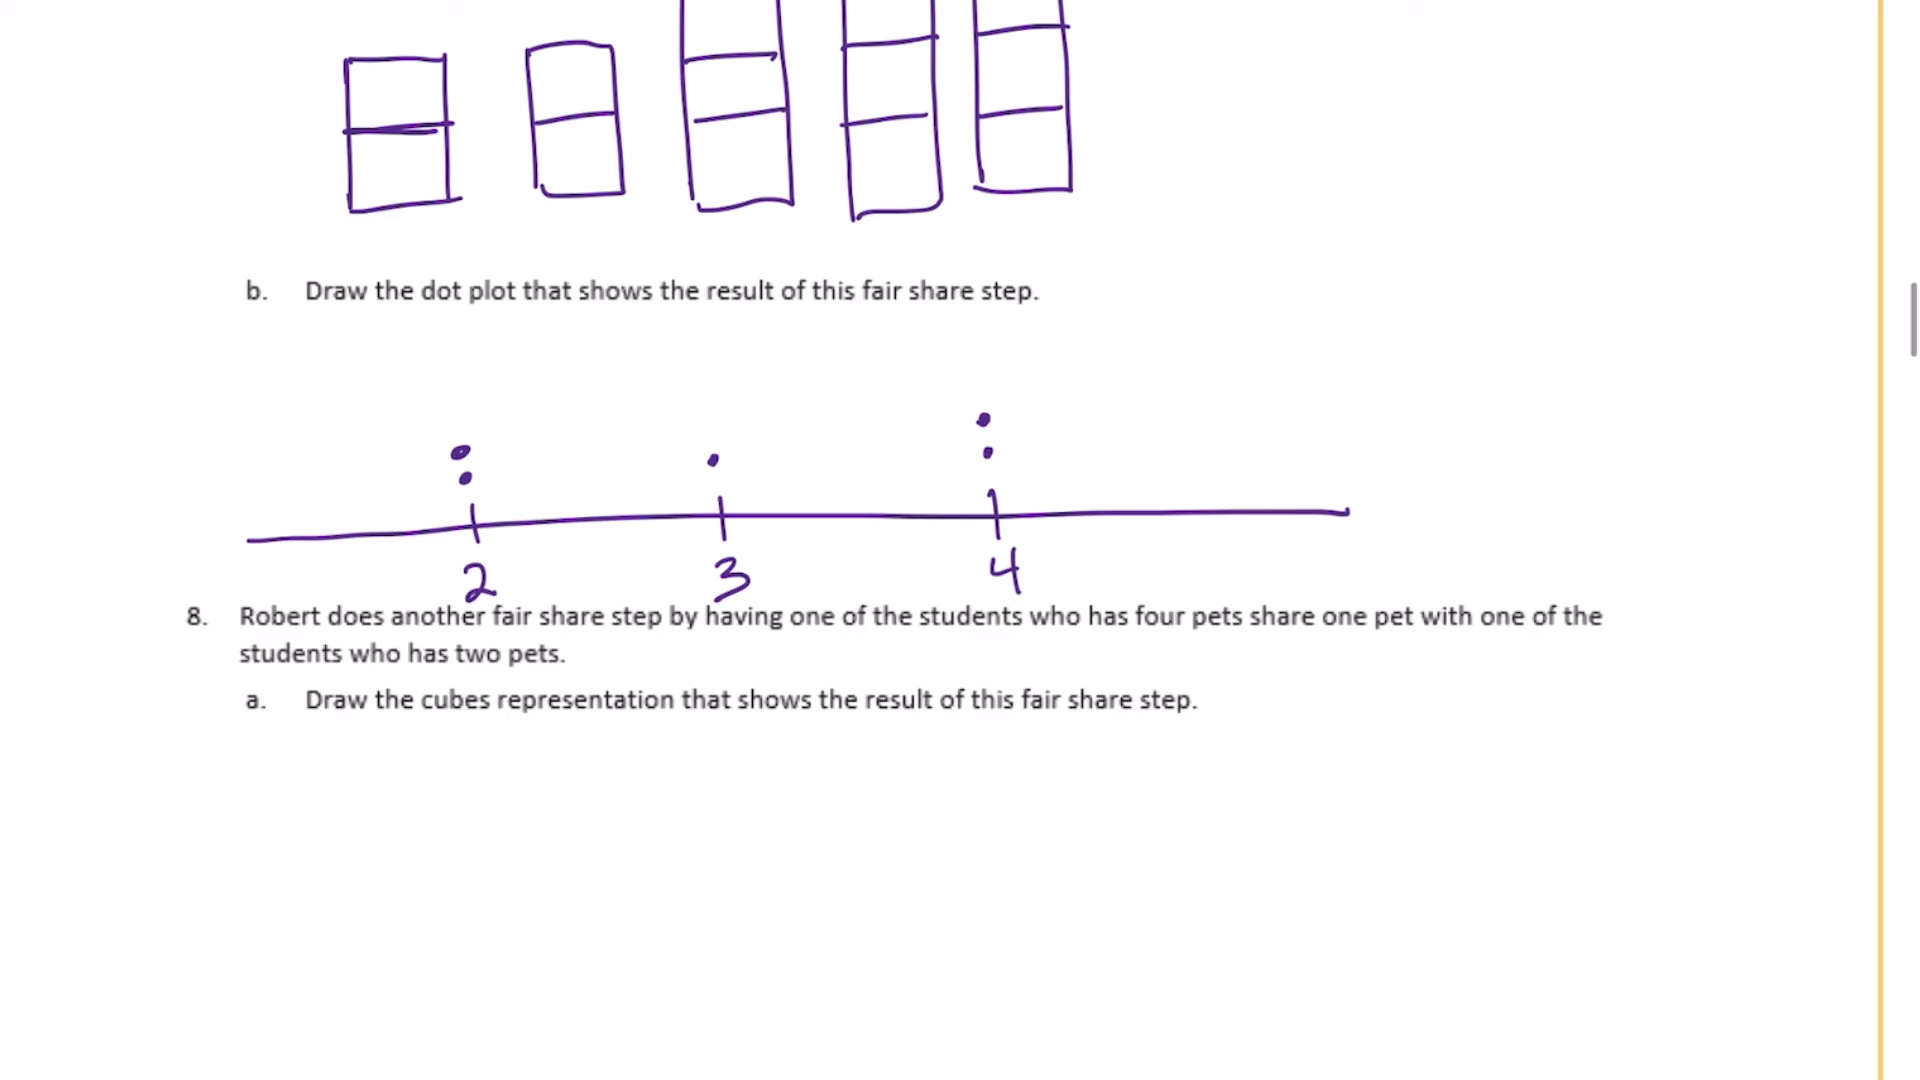 b. Draw the dot plot that shows the result of this fair share step.
2 3 4
8. Robert does another fair share step by having one of the students who has four pets share one pet with one of the
students who has two pets.
a. Draw the cubes representation that shows the result of this fair share step.